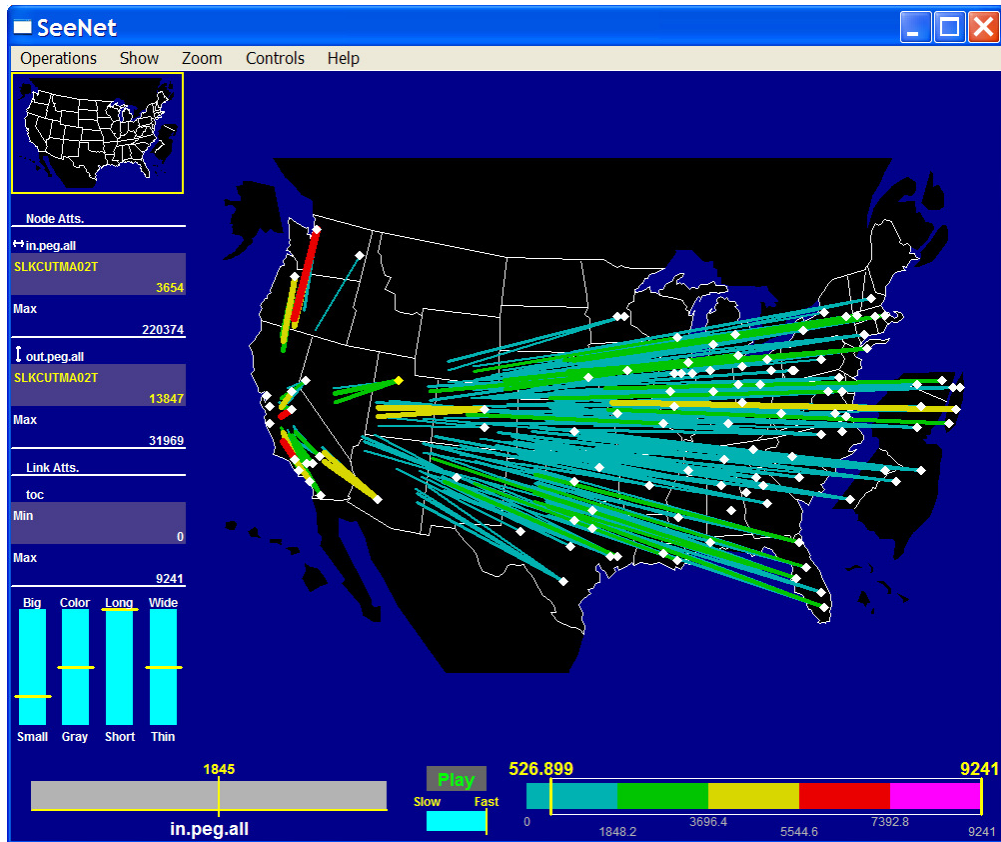 SeeNet
Operations Show Zoom Controls Help
Node Atts.
in.peg.all
SLKCUTMA02T
3654
Max
220374
out.peg.all
SLKCUTMA02T
13847
Max
31969
Link Atts.
toc
Min
0
Max
9241
Big Color Long Wide
Small Gray Short Thin
1845
in.peg.all
Play
Slow Fast
526.899 9241
0 1848.2 3696.4 5544.6 7392.8 9241